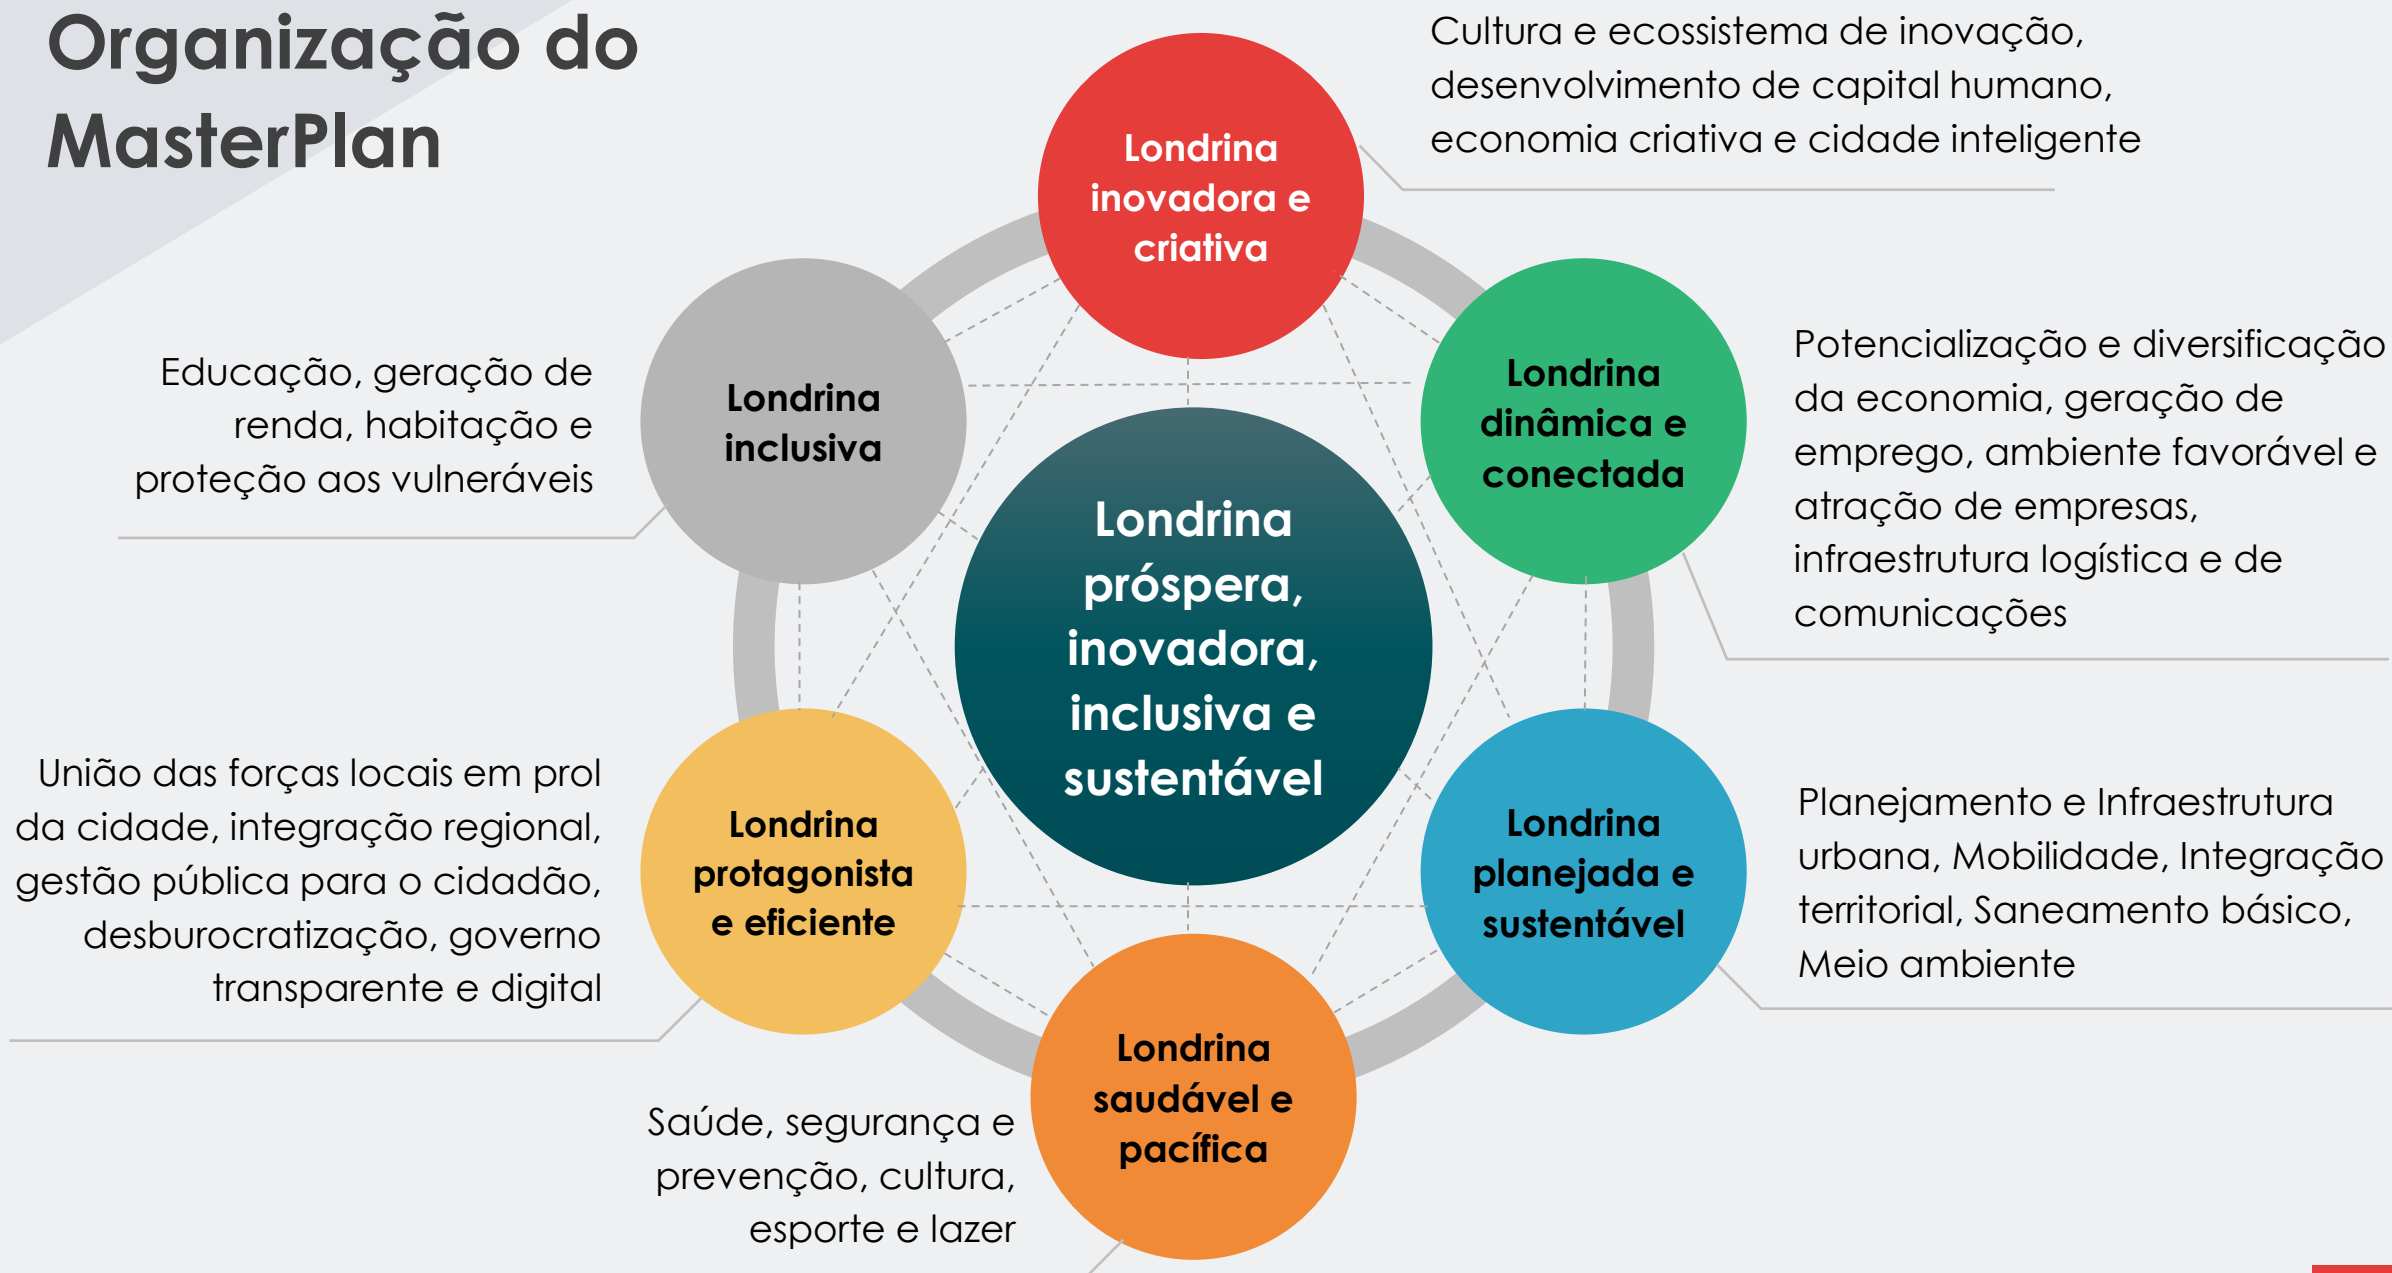 Organização do
MasterPlan
Cultura e ecossistema de inovação,
desenvolvimento de capital humano,
economia criativa e cidade inteligente
Londrina
inovadora e
criativa
Londrina
dinâmica e
conectada
Potencialização e diversificação
da economia, geração de
emprego, ambiente favorável e
atração de empresas,
infraestrutura logística e de
comunicações
Educação, geração de
renda, habitação e
proteção aos vulneráveis
Londrina
inclusiva
Londrina
próspera,
inovadora,
inclusiva e
sustentável
União das forças locais em prol
da cidade, integração regional,
gestão pública para o cidadão,
desburocratização, governo
transparente e digital
Londrina
protagonista
e eficiente
Londrina
planejada e
sustentável
Planejamento e Infraestrutura
urbana, Mobilidade, Integração
territorial, Saneamento básico,
Meio ambiente
Londrina
saudável e
pacífica
Saúde, segurança e
prevenção, cultura,
esporte e lazer